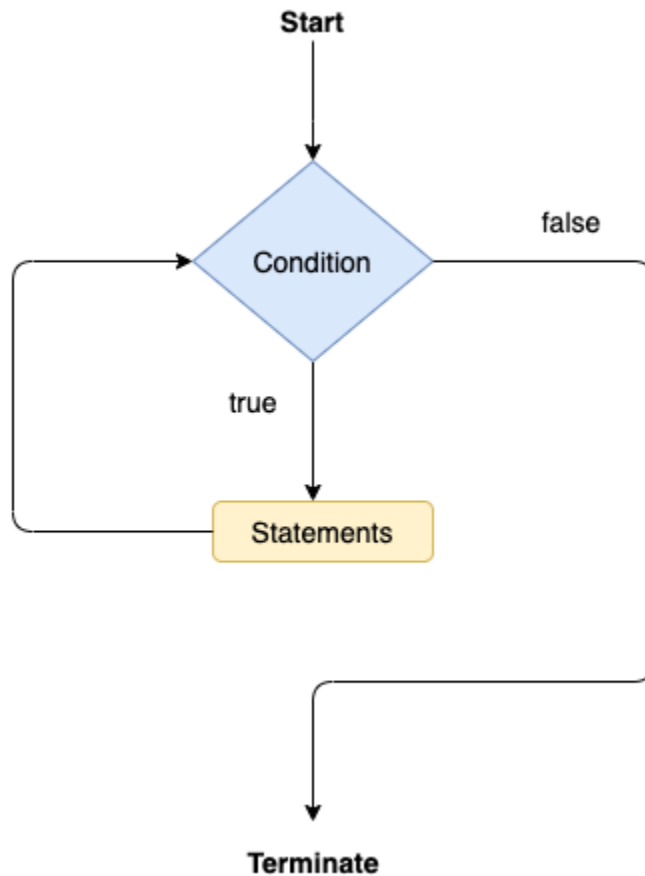 Start
false
Condition
true
Statements
Terminate